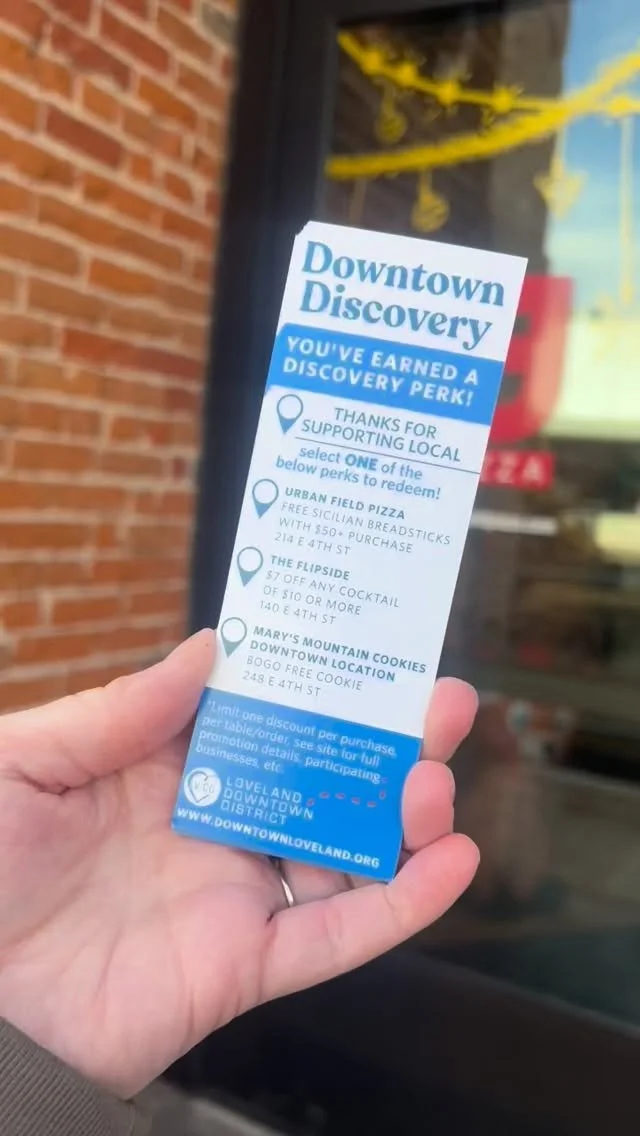 Downtown
Discovery
YOU'VE EARNED A
DISCOVERY PERK!
THANKS FOR
SUPPORTING LOCAL
select ONE of the
below perks to redeem!
URBAN FIELD PIZZA
FREE SICILIAN BREADSTICKS
WITH $50+ PURCHASE
214 E 4TH ST
THE FLIPSIDE
$7 OFF ANY COCKTAIL
OF $10 OR MORE
140 E 4TH ST
MARY'S MOUNTAIN COOKIES
DOWNTOWN LOCATION
BOGO FREE COOKIE
248 E 4TH ST
*Limit one discount per purchase,
per table/order, see site for full
promotion details, participating
businesses, etc.
LOVELAND
DOWNTOWN
DISTRICT
WWW.DOWNTOWNLOVELAND.ORG
ZZA